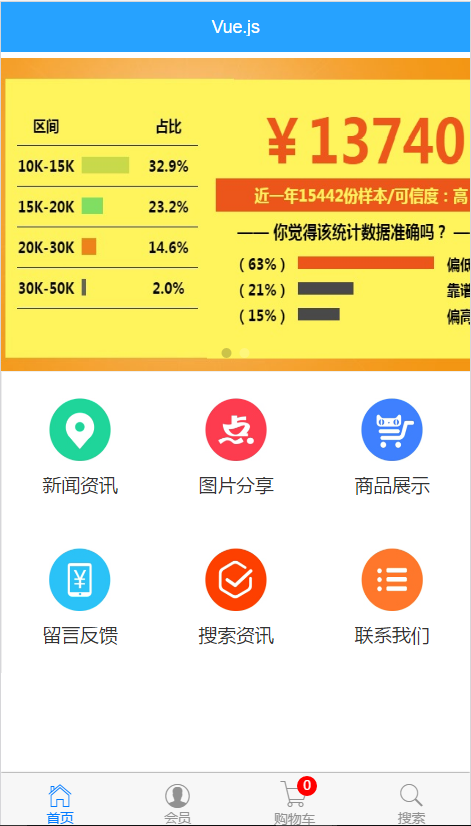 Vue.js
区间 占比
10K-15K 32.9%
15K-20K 23.2%
20K-30K 14.6%
30K-50K 2.0%
￥13740
近一年15442份样本/可信度：高
—— 你觉得该统计数据准确吗？ —
（63%） 偏低
（21%） 靠谱
（15%） 偏高
新闻资讯 图片分享 商品展示
留言反馈 搜索资讯 联系我们
0
首页 会员 购物车 搜索